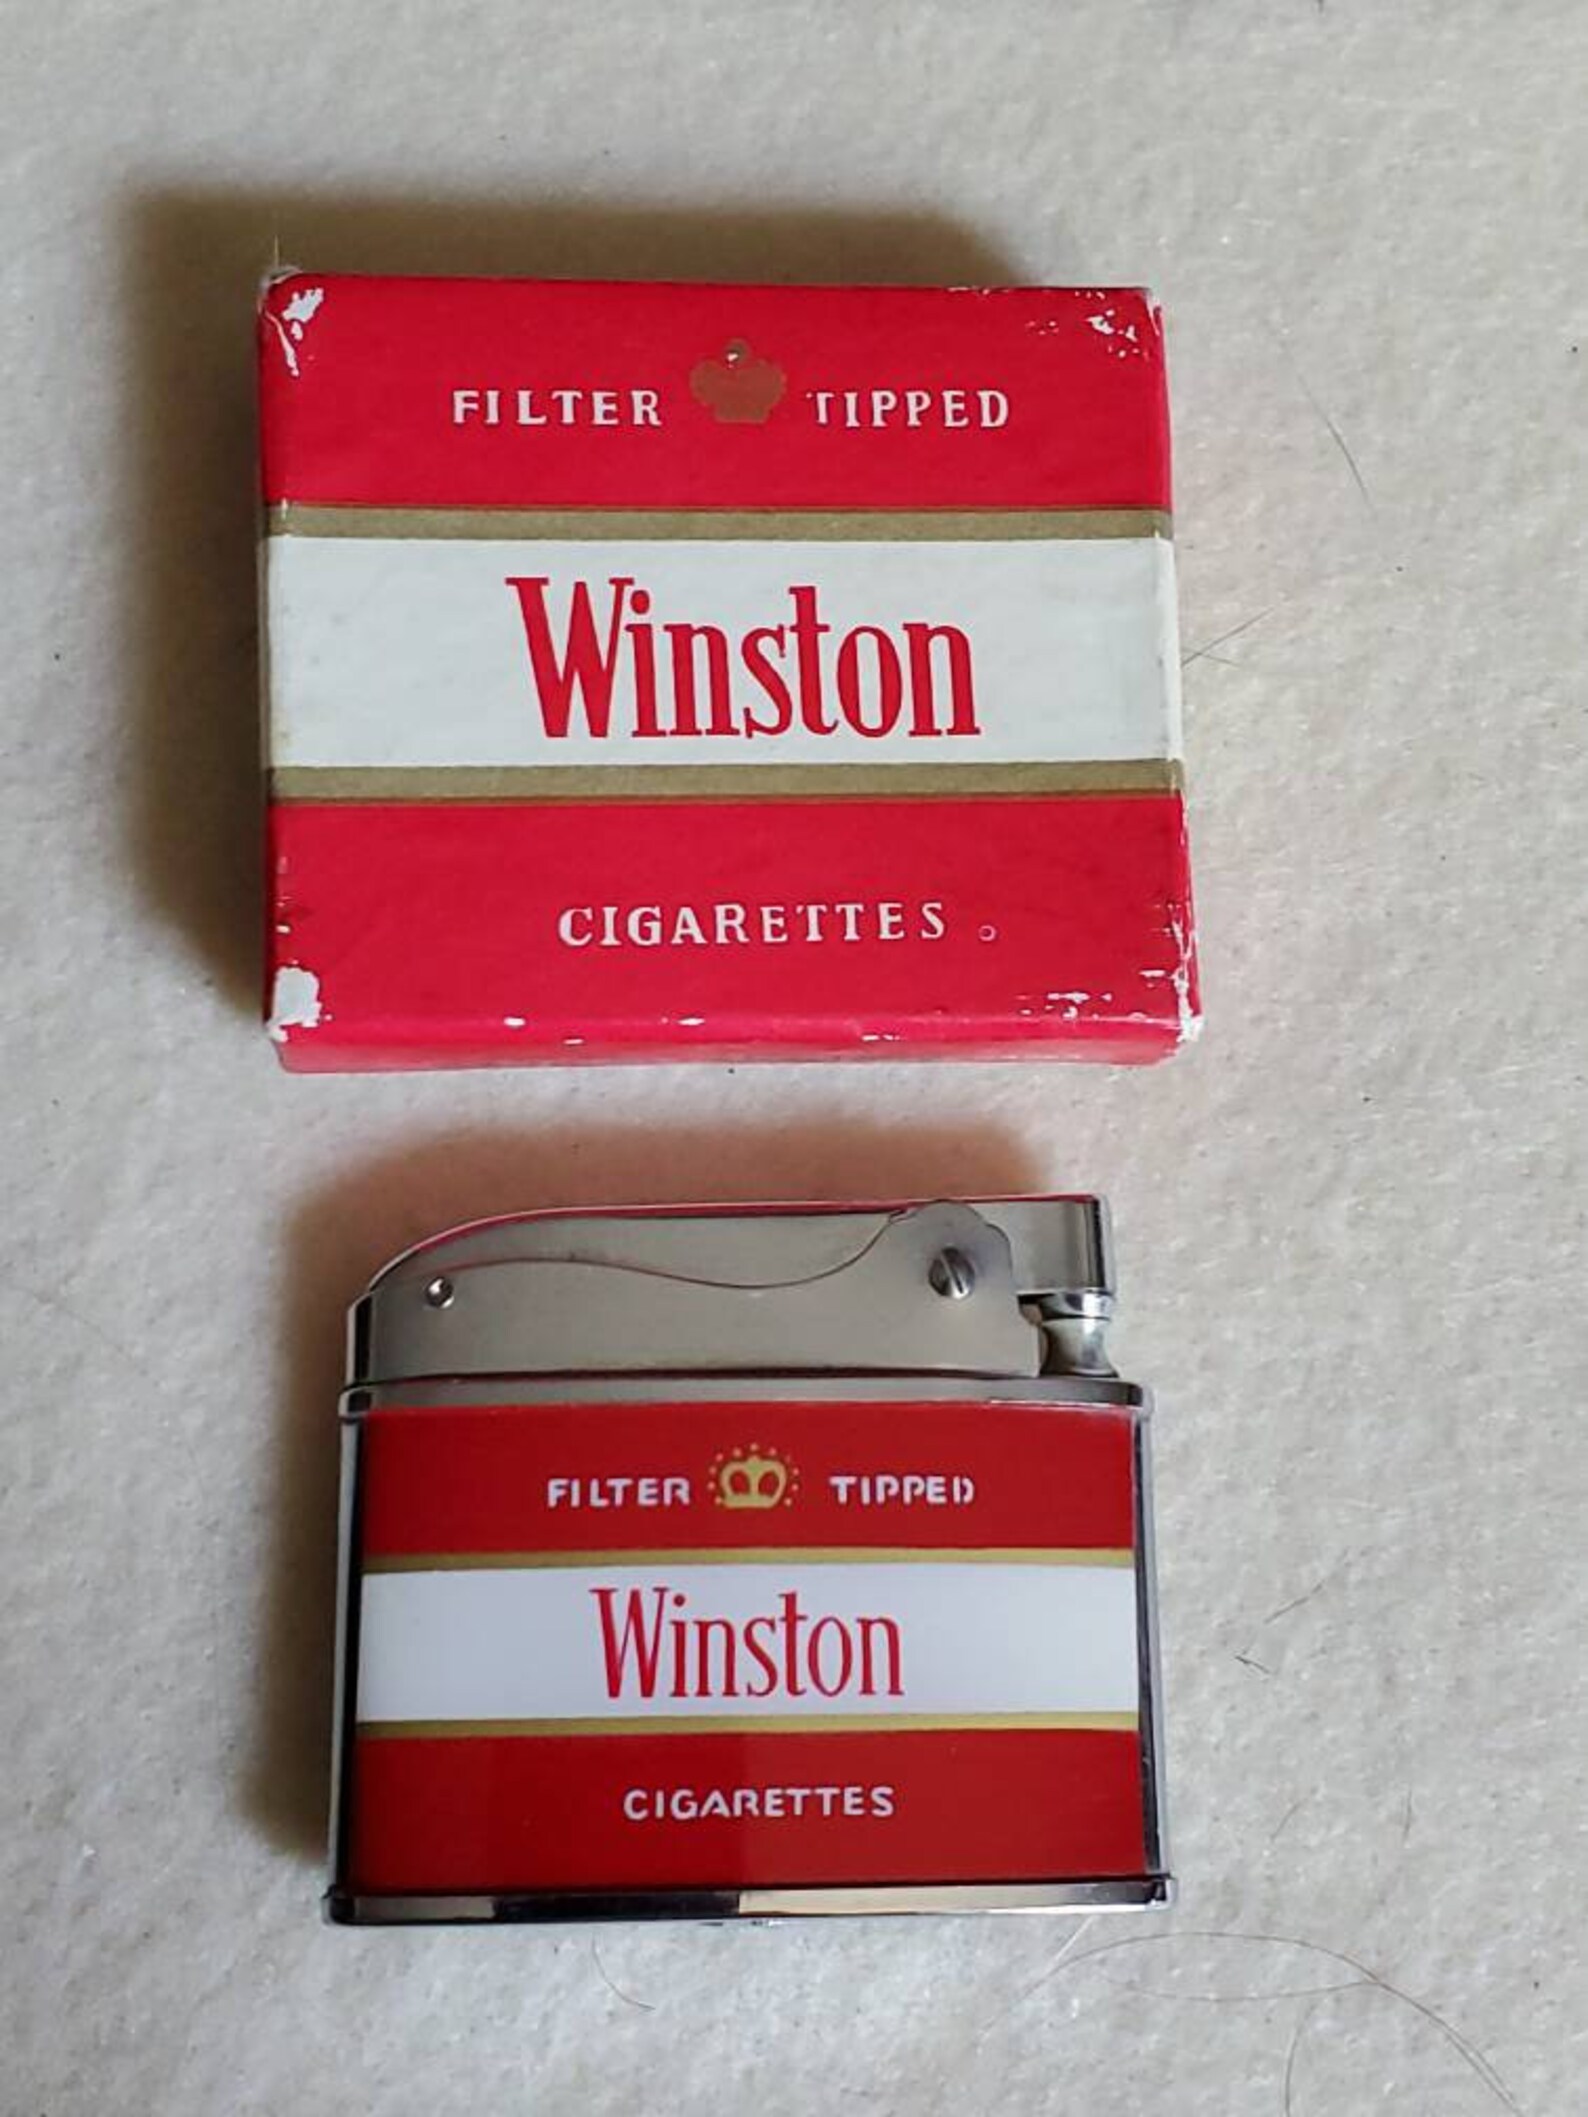 FILTER TIPPED
Winston
CIGARETTES
FILTER TIPPED
Winston
CIGARETTES